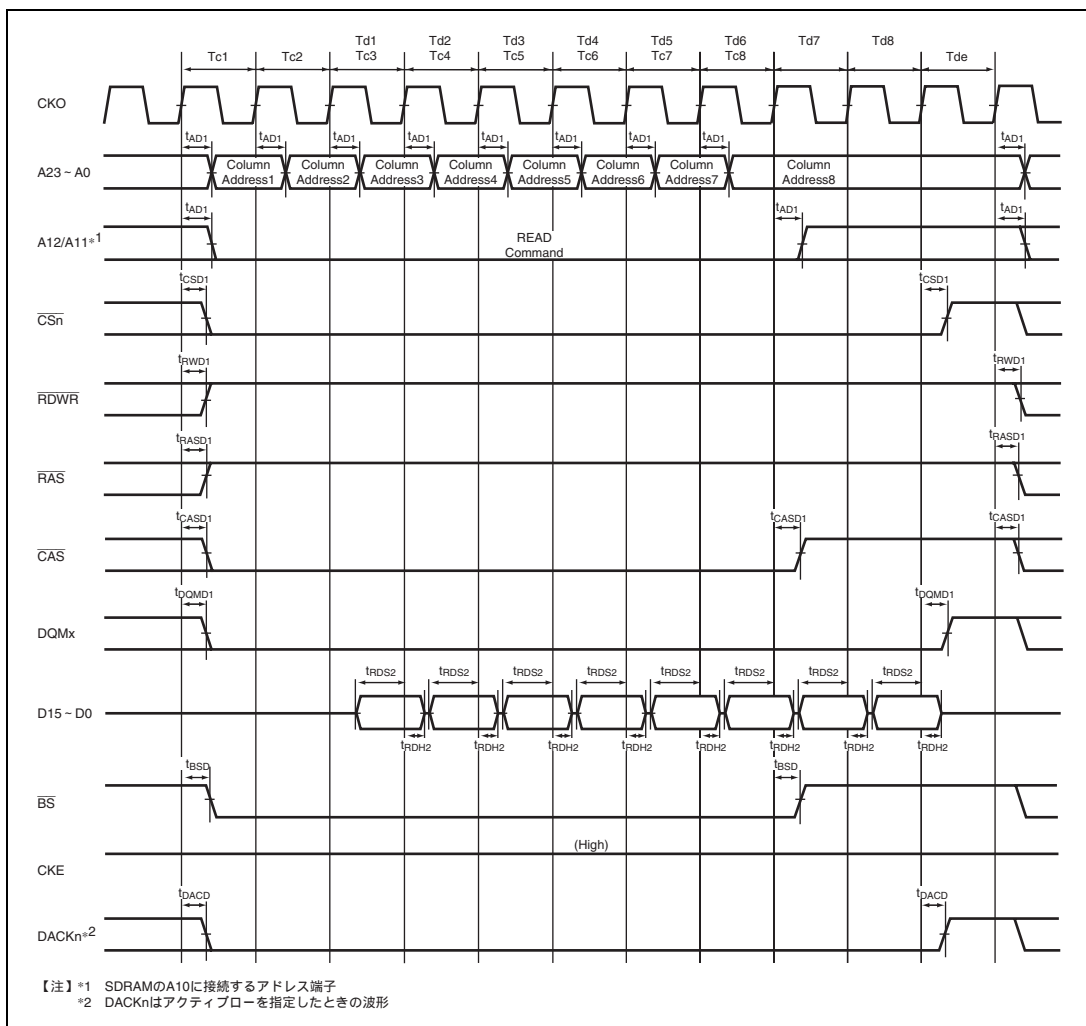 Td1 Td2 Td3 Td4 Td5 Td6 Td7 Td8
Tc1 Tc2 Tc3 Tc4 Tc5 Tc6 Tc7 Tc8 Tde
CKO
tAD1 tAD1 tAD1 tAD1 tAD1 tAD1 tAD1 tAD1 tAD1
A23～A0
Column Address1
Column Address2
Column Address3
Column Address4
Column Address5
Column Address6
Column Address7
Column Address8
tAD1 tAD1 tAD1
A12/A11*1
READ
Command
tCSD1 tCSD1
CSn
tRWD1 tRWD1
RDWR
tRASD1 tRASD1
RAS
tCASD1 tCASD1 tCASD1
CAS
tDQMD1 tDQMD1
DQMx
tRDS2 tRDS2 tRDS2 tRDS2 tRDS2 tRDS2 tRDS2 tRDS2
D15～D0
tRDH2 tRDH2 tRDH2 tRDH2 tRDH2 tRDH2 tRDH2 tRDH2
tBSD tBSD
BS
(High)
CKE
tDACD tDACD
DACKn*2
【注】*1 SDRAMのA10に接続するアドレス端子
*2 DACKnはアクティブローを指定したときの波形